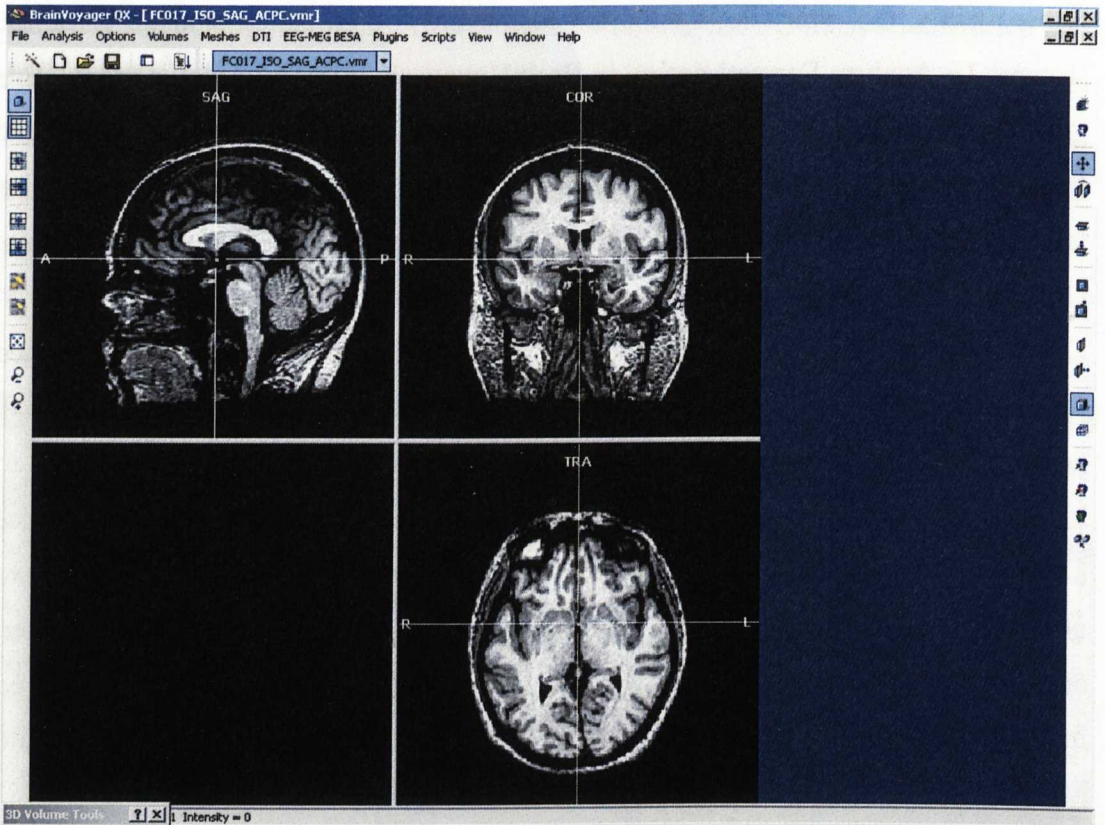 BrainVoyager QX - [FC017_ISO_SAG_ACPC.vmr]
File Analysis Options Volumes Meshes DTI EEG-MEG BESA Plugins Scripts View Window Help
FC017_ISO_SAG_ACPC.vmr
SAG
COR
A
P
R
L
TRA
R
L
3D Volume Tools
1 Intensity = 0